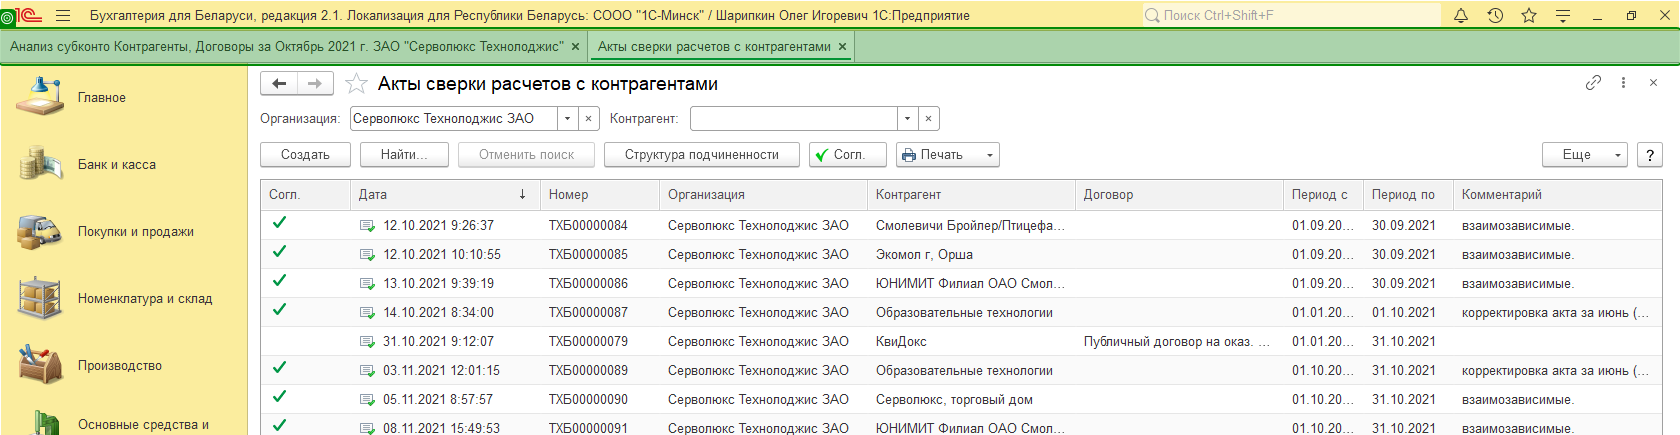 1С Бухгалтерия для Беларуси, редакция 2.1. Локализация для Республики Беларусь: СООО "1С-Минск" / Шарипкин Олег Игоревич 1С:Предприятие Поиск Ctrl+Shift+F
Анализ субконто Контрагенты, Договоры за Октябрь 2021 г. ЗАО "Серволюкс Технолоджис" × Акты сверки расчетов с контрагентами ×
Главное
Банк и касса
Покупки и продажи
Номенклатура и склад
Производство
Основные средства и
Акты сверки расчетов с контрагентами
Организация: Серволюкс Технолоджис ЗАО Контрагент:
Создать Найти... Отменить поиск Структура подчиненности Согл. Печать Еще ?
Согл. Дата ↓ Номер Организация Контрагент Договор Период с Период по Комментарий
12.10.2021 9:26:37 ТХБ00000084 Серволюкс Технолоджис ЗАО Смолевичи Бройлер/Птицефа... 01.09.20... 30.09.2021 взаимозависимые.
12.10.2021 10:10:55 ТХБ00000085 Серволюкс Технолоджис ЗАО Экомол г, Орша 01.09.20... 30.09.2021 взаимозависимые.
13.10.2021 9:39:19 ТХБ00000086 Серволюкс Технолоджис ЗАО ЮНИМИТ Филиал ОАО Смол... 01.09.20... 30.09.2021 взаимозависимые.
14.10.2021 8:34:00 ТХБ00000087 Серволюкс Технолоджис ЗАО Образовательные технологии 01.01.20... 01.10.2021 корректировка акта за июнь (...
31.10.2021 9:12:07 ТХБ00000079 Серволюкс Технолоджис ЗАО КвиДокс Публичный договор на оказ. ... 01.01.20... 31.10.2021
03.11.2021 12:01:15 ТХБ00000089 Серволюкс Технолоджис ЗАО Образовательные технологии 01.10.20... 31.10.2021 корректировка акта за июнь (...
05.11.2021 8:57:57 ТХБ00000090 Серволюкс Технолоджис ЗАО Серволюкс, торговый дом 01.10.20... 31.10.2021 взаимозависимые.
08.11.2021 15:49:53 ТХБ00000091 Серволюкс Технолоджис ЗАО ЮНИМИТ Филиал ОАО Смол... 01.10.20... 31.10.2021 взаимозависимые.